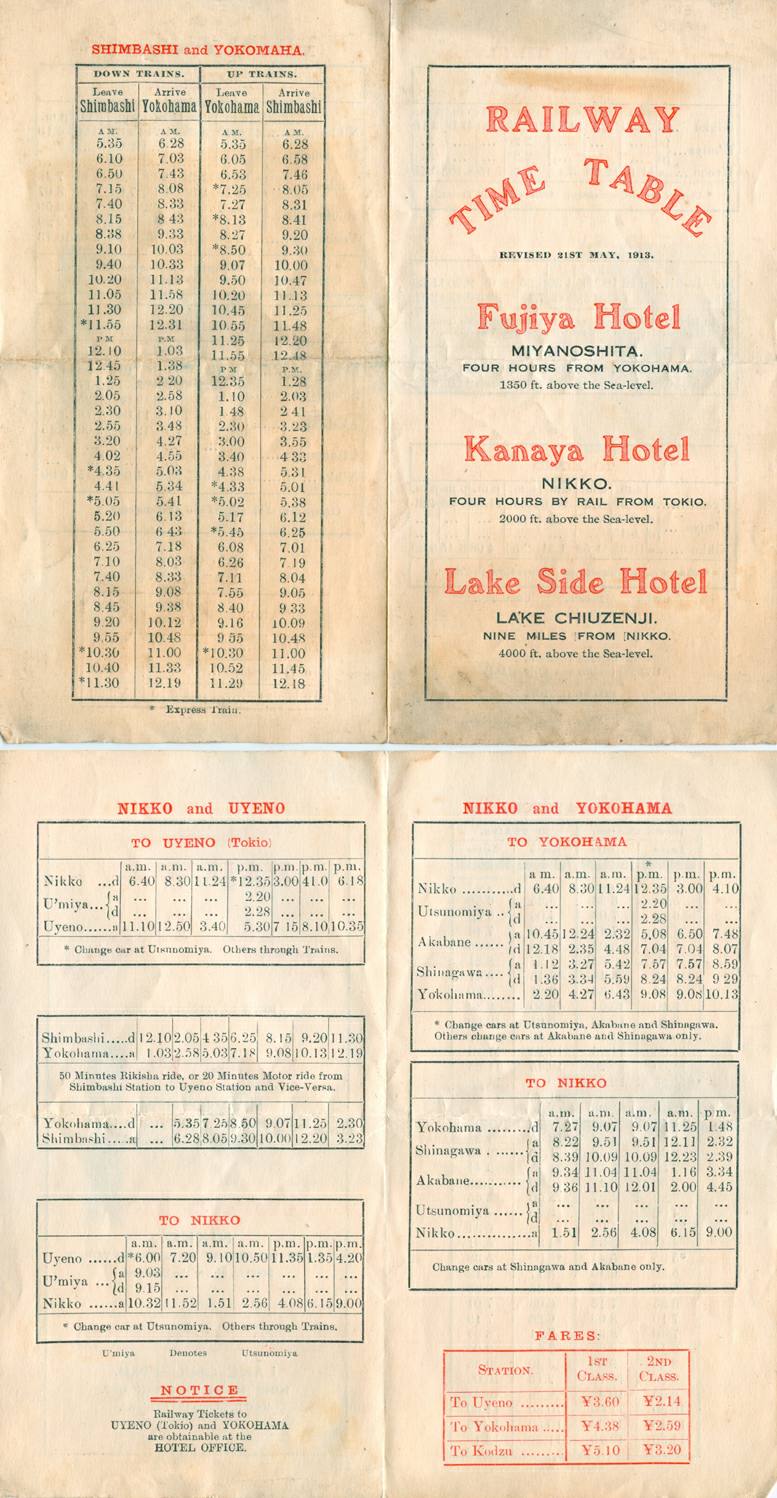 SHIMBASHI and YOKOMAHA.
DOWN TRAINS. UP TRAINS.
Leave Arrive Leave Arrive
Shimbashi Yokohama Yokohama Shimbashi
A M. A M. A M. A M.
5.35 6.28 5.35 6.28
6.10 7.03 6.05 6.58
6.50 7.43 6.53 7.46
7.15 8.08 *7.25 8.05
7.40 8.33 7.27 8.31
8.15 8 43 *8.13 8.41
8.38 9.33 8.27 9.20
9.10 10.03 *8.50 9.30
9.40 10.33 9.07 10.00
10.20 11.13 9.50 10.47
11.05 11.58 10.20 11.13
11.30 12.20 10.45 11.25
*11.55 12.31 10 55 11.48
P M P.M 11.25 12.20
12.10 1.03 11.55 12.48
12 45 1.38 P M P.M.
1.25 2 20 12.35 1.28
2.05 2.58 1.10 2.03
2.30 3.10 1 48 2 41
2.55 3.48 2.30 3.23
3.20 4.27 3.00 3.55
4.02 4.55 3.40 4 33
*4.35 5.03 4.38 5.31
4.41 5.34 *4.33 5.01
*5.05 5.41 *5.02 5.38
5.20 6.13 5.17 6.12
5.50 6 43 *5.45 6.25
6.25 7.18 6.08 7.01
7.10 8.03 6.26 7 19
7.40 8.33 7.11 8.04
8.15 9.08 7.55 9.05
8.45 9.38 8.40 9 33
9.20 10.12 9.16 10.09
9.55 10.48 9 55 10.48
*10.30 11.00 *10.30 11.00
10.40 11.33 10.52 11.45
*11.30 12.19 11.29 12.18
* Express Train.
RAILWAY
TIME TABLE
REVISED 21ST MAY, 1913.
Fujiya Hotel
MIYANOSHITA.
FOUR HOURS FROM YOKOHAMA.
1350 ft. above the Sea-level.
Kanaya Hotel
NIKKO.
FOUR HOURS BY RAIL FROM TOKIO.
2000 ft. above the Sea-level.
Lake Side Hotel
LAKE CHIUZENJI.
NINE MILES FROM NIKKO.
4000 ft. above the Sea-level.
NIKKO and UYENO
TO UYENO (Tokio)
a.m. a.m. a.m. p.m. p.m. p.m. p.m.
Nikko ...d 6.40 8.30 11.24 *12.35 3.00 41.0 6.18
U'miya... {a ... ... ... 2.20
{d ... ... ... 2.28
Uyeno......a 11.10 12.50 3.40 5.30 7 15 8.10 10.35
* Change car at Utsunomiya. Others through Trains.
Shimbashi.....d 12.10 2.05 4 35 6.25 8.15 9.20 11.30
Yokohama....a 1.03 2.58 5.03 7.18 9.08 10.13 12.19
50 Minutes Rikisha ride, or 20 Minutes Motor ride from
Shimbashi Station to Uyeno Station and Vice-Versa.
Yokohama....d ... 5.35 7 25 8.50 9.07 11.25 2.30
Shimbashi....a ... 6.28 8.05 9.30 10.00 12.20 3.23
TO NIKKO
a.m. a.m. a.m. a.m. p.m. p.m. p.m.
Uyeno ......d *6.00 7.20 9.10 10.50 11.35 1.35 4.20
U'miya ... {a 9.03 ... ... ... ... ... ...
{d 9.15 ... ... ... ... ... ...
Nikko ......a 10.32 11.52 1.51 2.56 4.08 6.15 9.00
* Change car at Utsunomiya. Others through Trains.
U'miya Denotes Utsunomiya
NOTICE
Railway Tickets to
UYENO (Tokio) and YOKOHAMA
are obtainable at the
HOTEL OFFICE.
NIKKO and YOKOHAMA
TO YOKOHAMA
*
a m. a.m. a.m. p.m. p.m. p.m.
Nikko ...........d 6.40 8.30 11.24 12.35 3.00 4.10
Utsunomiya .. {a ... ... ... 2.20 ... ...
{d ... ... ... 2.28 ... ...
Akabane ...... {a 10.45 12.24 2.32 5,08 6.50 7.48
{d 12.18 2.35 4.48 7.04 7.04 8.07
Shinagawa .... {a 1.12 3.27 5.42 7.57 7.57 8.59
{d 1.36 3.34 5.59 8.24 8.24 9 29
Yokohama........ 2.20 4.27 6.43 9.08 9.08 10.13
* Change cars at Utsunomiya, Akabane and Shinagawa.
Others change cars at Akabane and Shinagawa only.
TO NIKKO
a.m. a.m. a.m. a.m. p m.
Yokohama .........d 7.27 9.07 9.07 11.25 1.48
Shinagawa . ...... {a 8.22 9.51 9.51 12.11 2.32
{d 8.39 10.09 10.09 12.23 2.39
Akabane........... {a 9.34 11.04 11.04 1.16 3.34
{d 9.36 11.10 12.01 2.00 4.45
Utsunomiya ...... {a ... ... ... ... ...
{d ... ... ... ... ...
Nikko...............a 1.51 2.56 4.08 6.15 9.00
Change cars at Shinagawa and Akabane only.
FARES:
STATION. 1ST CLASS. 2ND CLASS.
To Uyeno ......... ¥3.60 ¥2.14
To Yokohama ..... ¥4.38 ¥2.59
To Kodzu ......... ¥5.10 ¥3.20